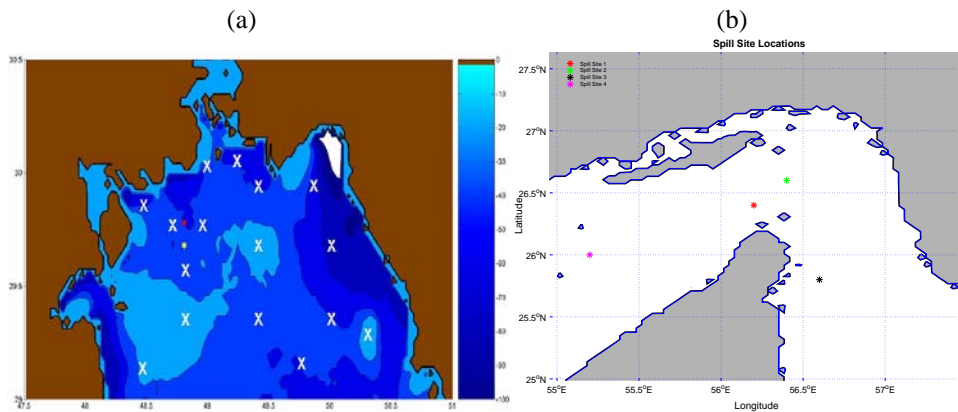 (a)
(b)
30.5
30
29.5
29
47.5 48 48.5 49 49.5 50 50.5 51
0
-10
-20
-30
-40
-50
-60
-70
-80
-90
-100
X X X X X X X X X X X X X X X
Spill Site Locations
Spill Site 1
Spill Site 2
Spill Site 3
Spill Site 4
27.5°N
27°N
26.5°N
26°N
25.5°N
25°N
Latitude
55°E 55.5°E 56°E 56.5°E 57°E
Longitude